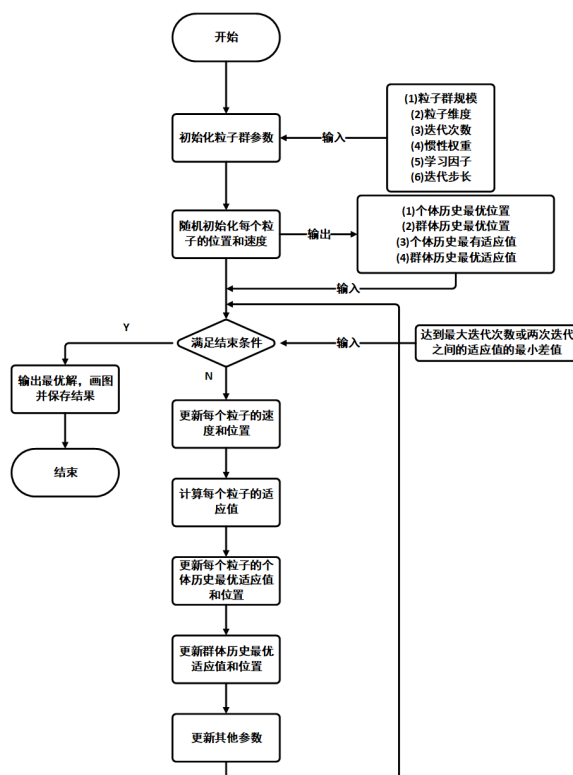 开始
初始化粒子群参数
输入
(1)粒子群规模
(2)粒子维度
(3)迭代次数
(4)惯性权重
(5)学习因子
(6)迭代步长
随机初始化每个粒
子的位置和速度
输出
(1)个体历史最优位置
(2)群体历史最优位置
(3)个体历史最有适应值
(4)群体历史最优适应值
输入
Y
满足结束条件
输入
达到最大迭代次数或两次迭代
之间的适应值的最小差值
N
输出最优解，画图
并保存结果
结束
更新每个粒子的速
度和位置
计算每个粒子的适
应值
更新每个粒子的个
体历史最优适应值
和位置
更新群体历史最优
适应值和位置
更新其他参数